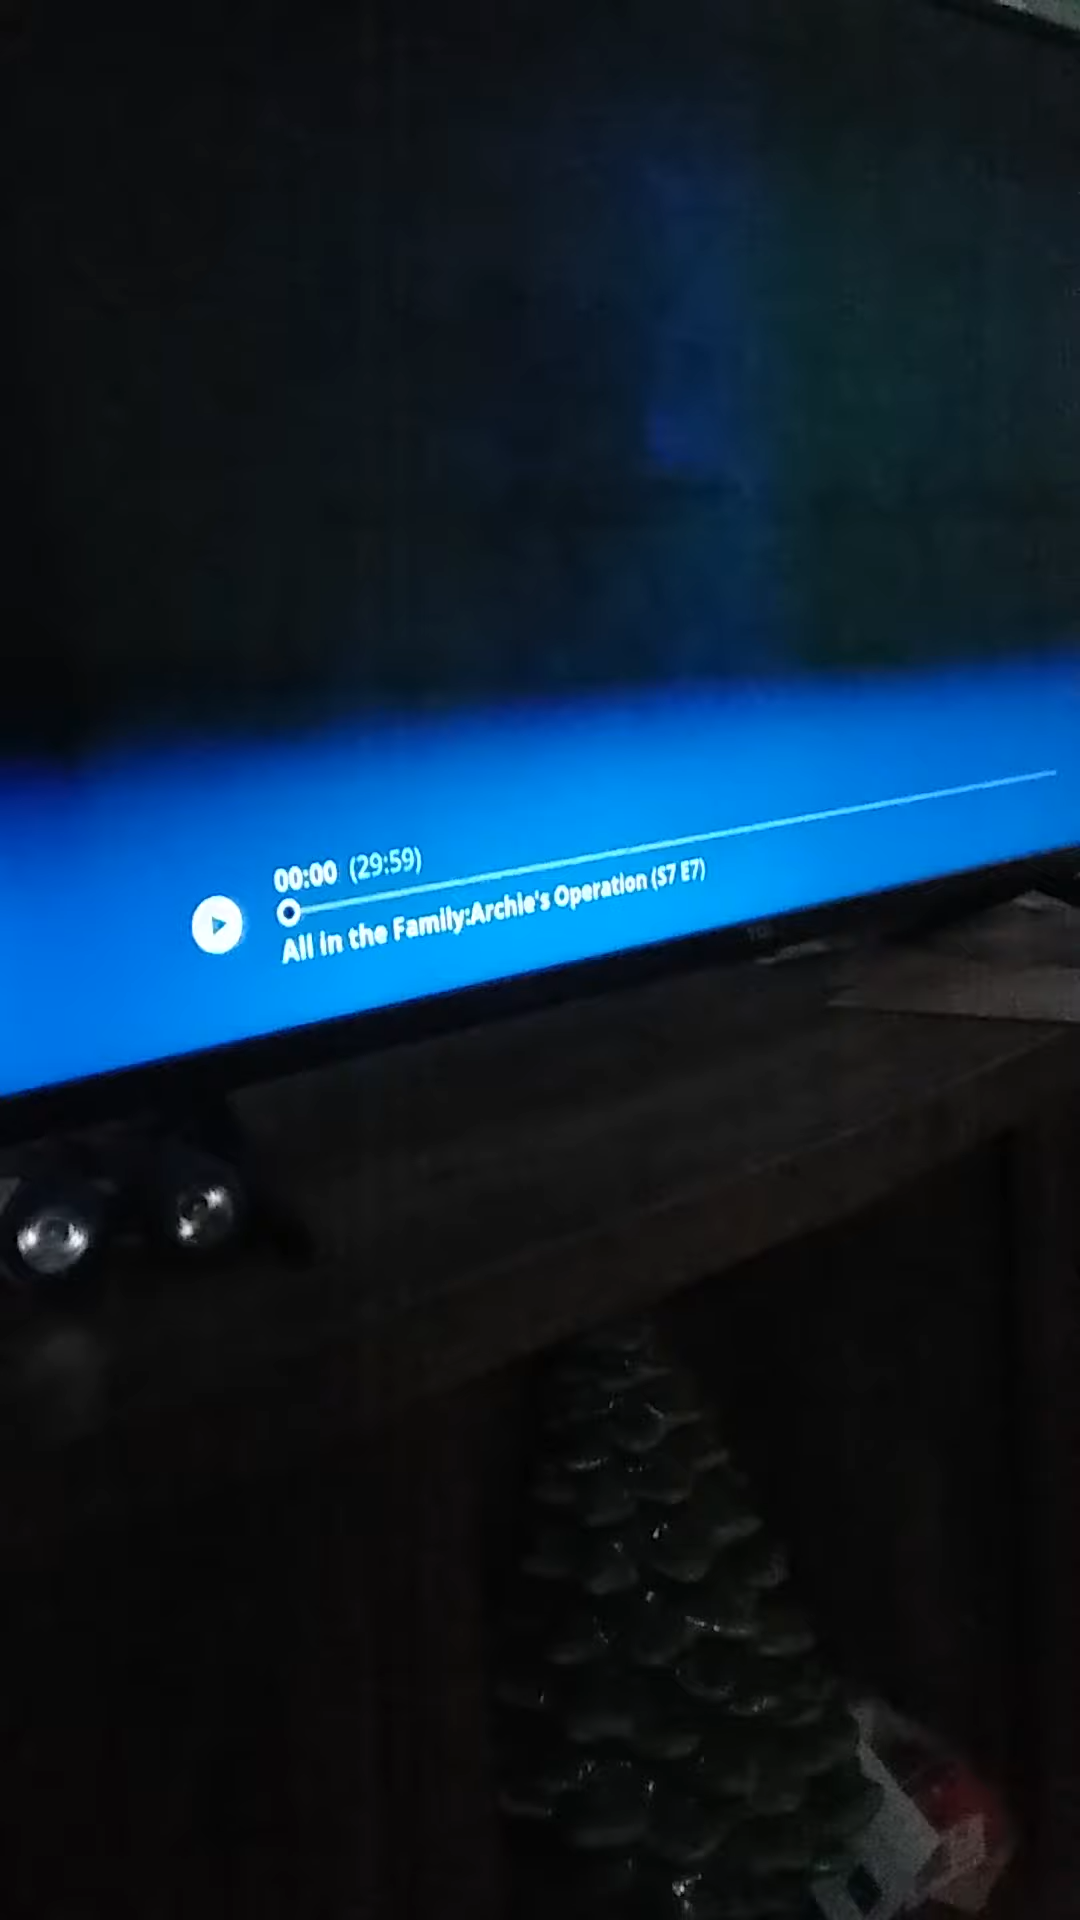 00:00 (29:59)
All in the Family:Archie's Operation (S7 E7)